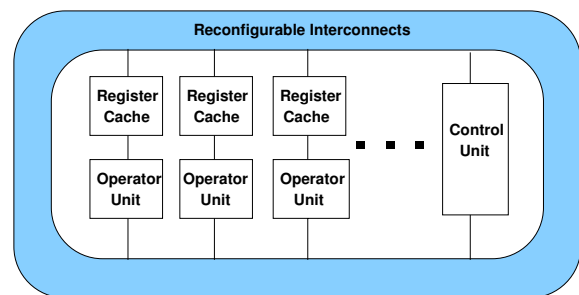 Reconfigurable Interconnects
Register
Cache
Register
Cache
Register
Cache
Control
Unit
Operator
Unit
Operator
Unit
Operator
Unit